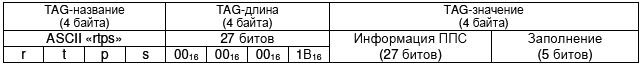 TAG-название TAG-длина TAG-значение
(4 байта) (4 байта) (4 байта)
ASCII «rtps» 27 битов Информация ППС Заполнение
r t p s 00₁₆ 00₁₆ 00₁₆ 1B₁₆ (27 битов) (5 битов)